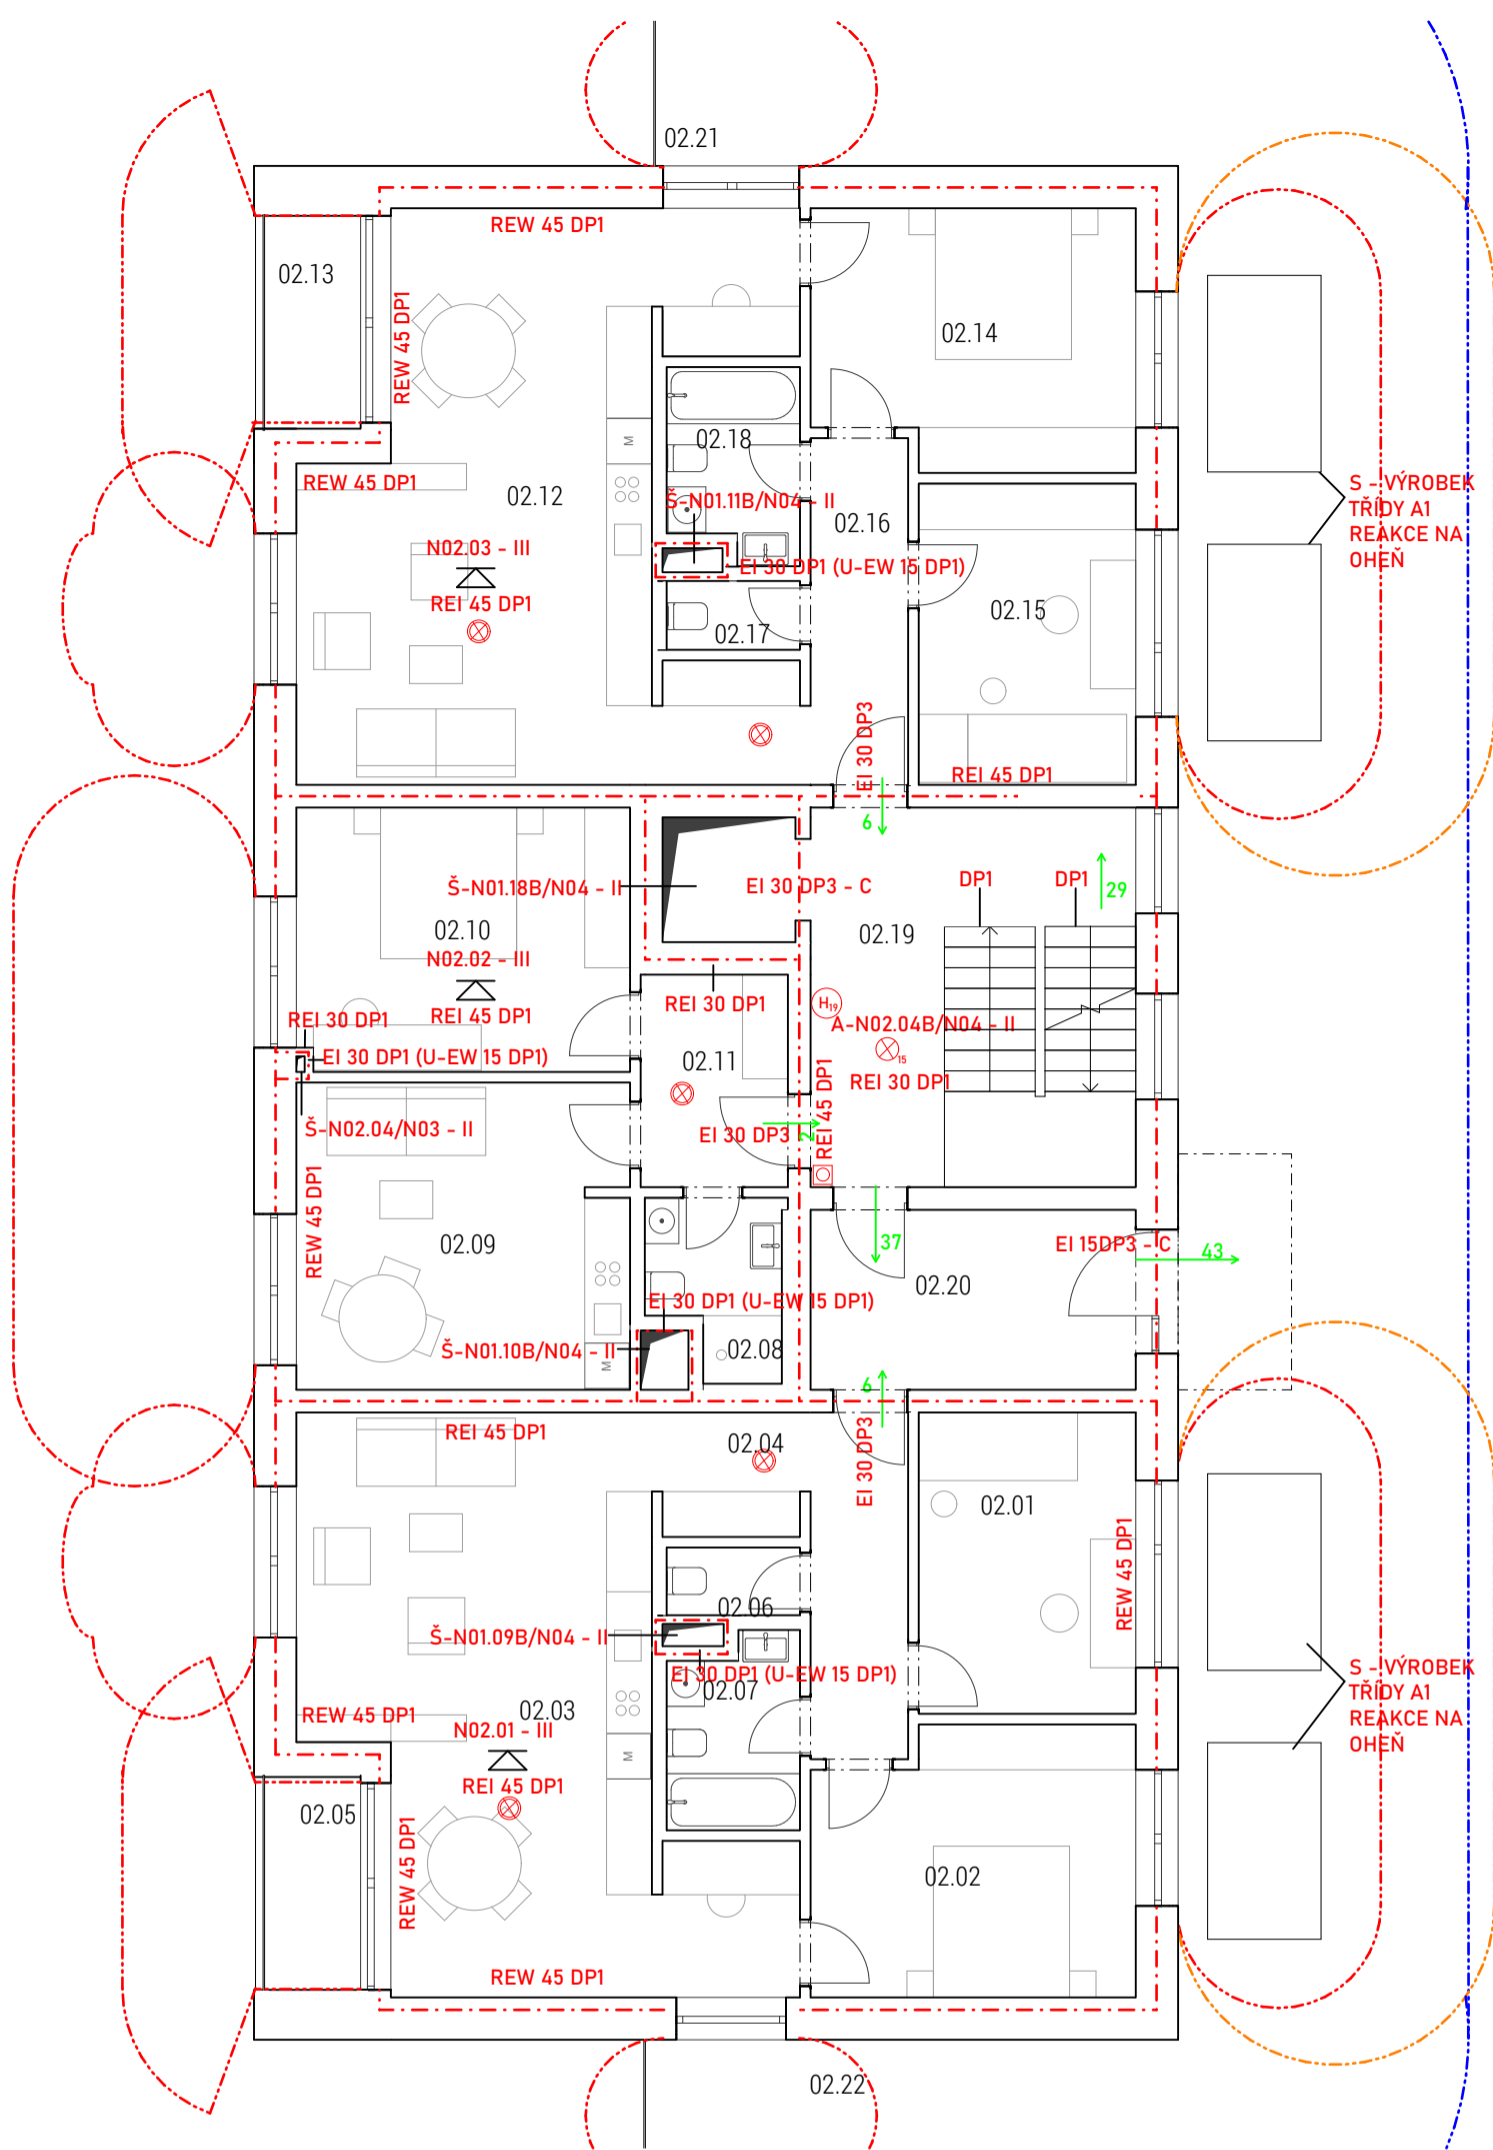 02.21
REW 45 DP1
02.13
REW 45 DP1
02.14
M
02.18
REW 45 DP1
02.12
Š-N01.11B/N04 - II
02.16
S - VÝROBEK
TŘÍDY A1
REAKCE NA
OHEŇ
N02.03 - III
EI 30 DP1 (U-EW 15 DP1)
REI 45 DP1
02.15
02.17
EI 30 DP3
REI 45 DP1
6
Š-N01.18B/N04 - II
EI 30 DP3 - C
DP1
DP1
29
02.10
02.19
N02.02 - III
REI 30 DP1
H19
REI 45 DP1
REI 30 DP1
A-N02.04B/N04 - II
EI 30 DP1 (U-EW 15 DP1)
02.11
15
REI 30 DP1
REI 45 DP1
Š-N02.04/N03 - II
EI 30 DP3
2
REW 45 DP1
02.09
37
EI 15DP3 - C
43
02.20
EI 30 DP1 (U-EW 15 DP1)
Š-N01.10B/N04 - II
02.08
M
6
REI 45 DP1
02.04
EI 30 DP3
02.01
REW 45 DP1
02.06
Š-N01.09B/N04 - II
EI 30 DP1 (U-EW 15 DP1)
02.07
S - VÝROBEK
TŘÍDY A1
REAKCE NA
OHEŇ
REW 45 DP1
02.03
N02.01 - III
M
REI 45 DP1
02.05
REW 45 DP1
02.02
REW 45 DP1
02.22